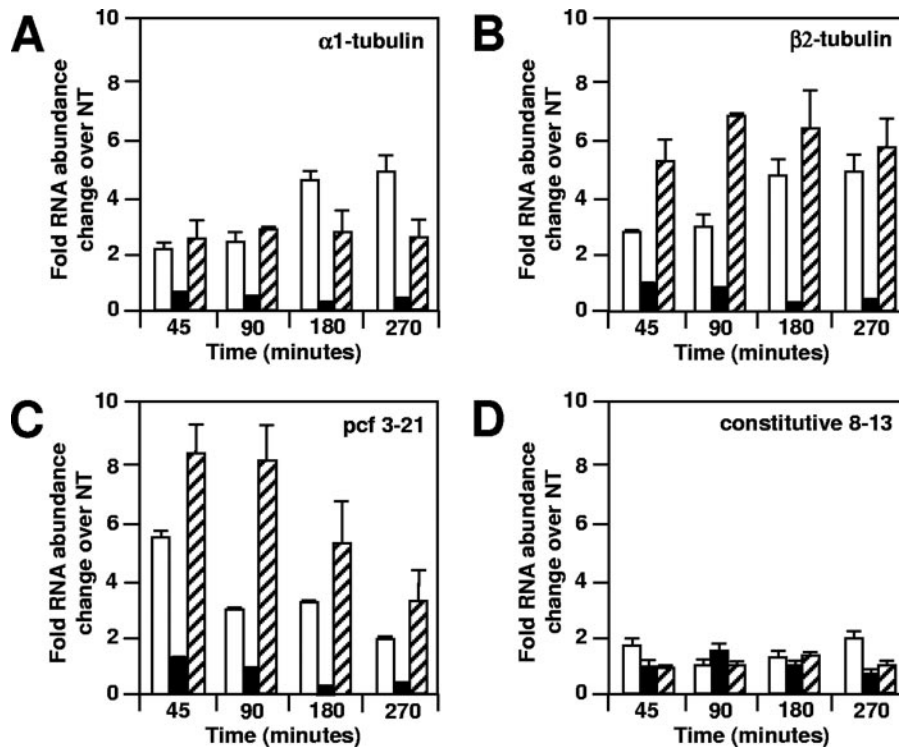 A
α1-tubulin
Fold RNA abundance
change over NT
10
8
6
4
2
0
45 90 180 270
Time (minutes)
B
β2-tubulin
Fold RNA abundance
change over NT
10
8
6
4
2
0
45 90 180 270
Time (minutes)
C
pcf 3-21
Fold RNA abundance
change over NT
10
8
6
4
2
0
45 90 180 270
Time (minutes)
D
constitutive 8-13
Fold RNA abundance
change over NT
10
8
6
4
2
0
45 90 180 270
Time (minutes)